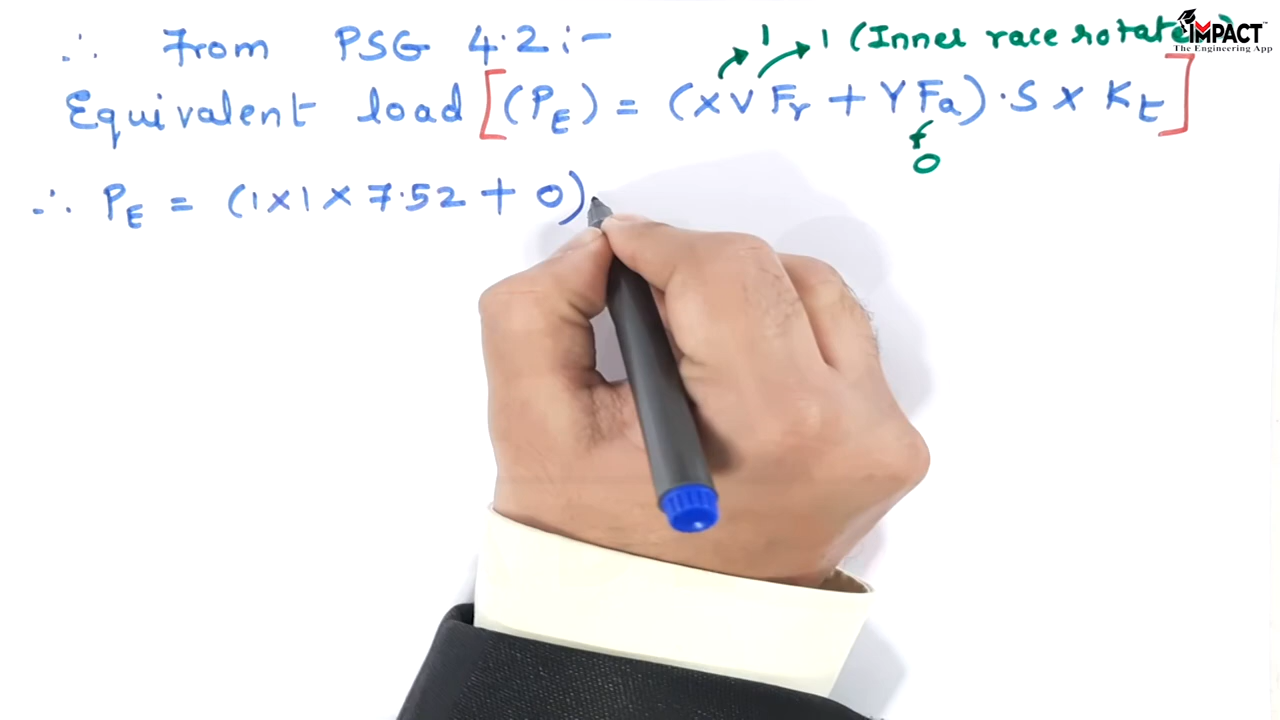 ∴ From PSG 4.2:-
1 1 (Inner race rotates)
Equivalent load [(P_E) = (X V F_r + Y F_a) · S × K_t]
0
∴ P_E = (1×1×7.52 + 0)
IMPACT
The Engineering App